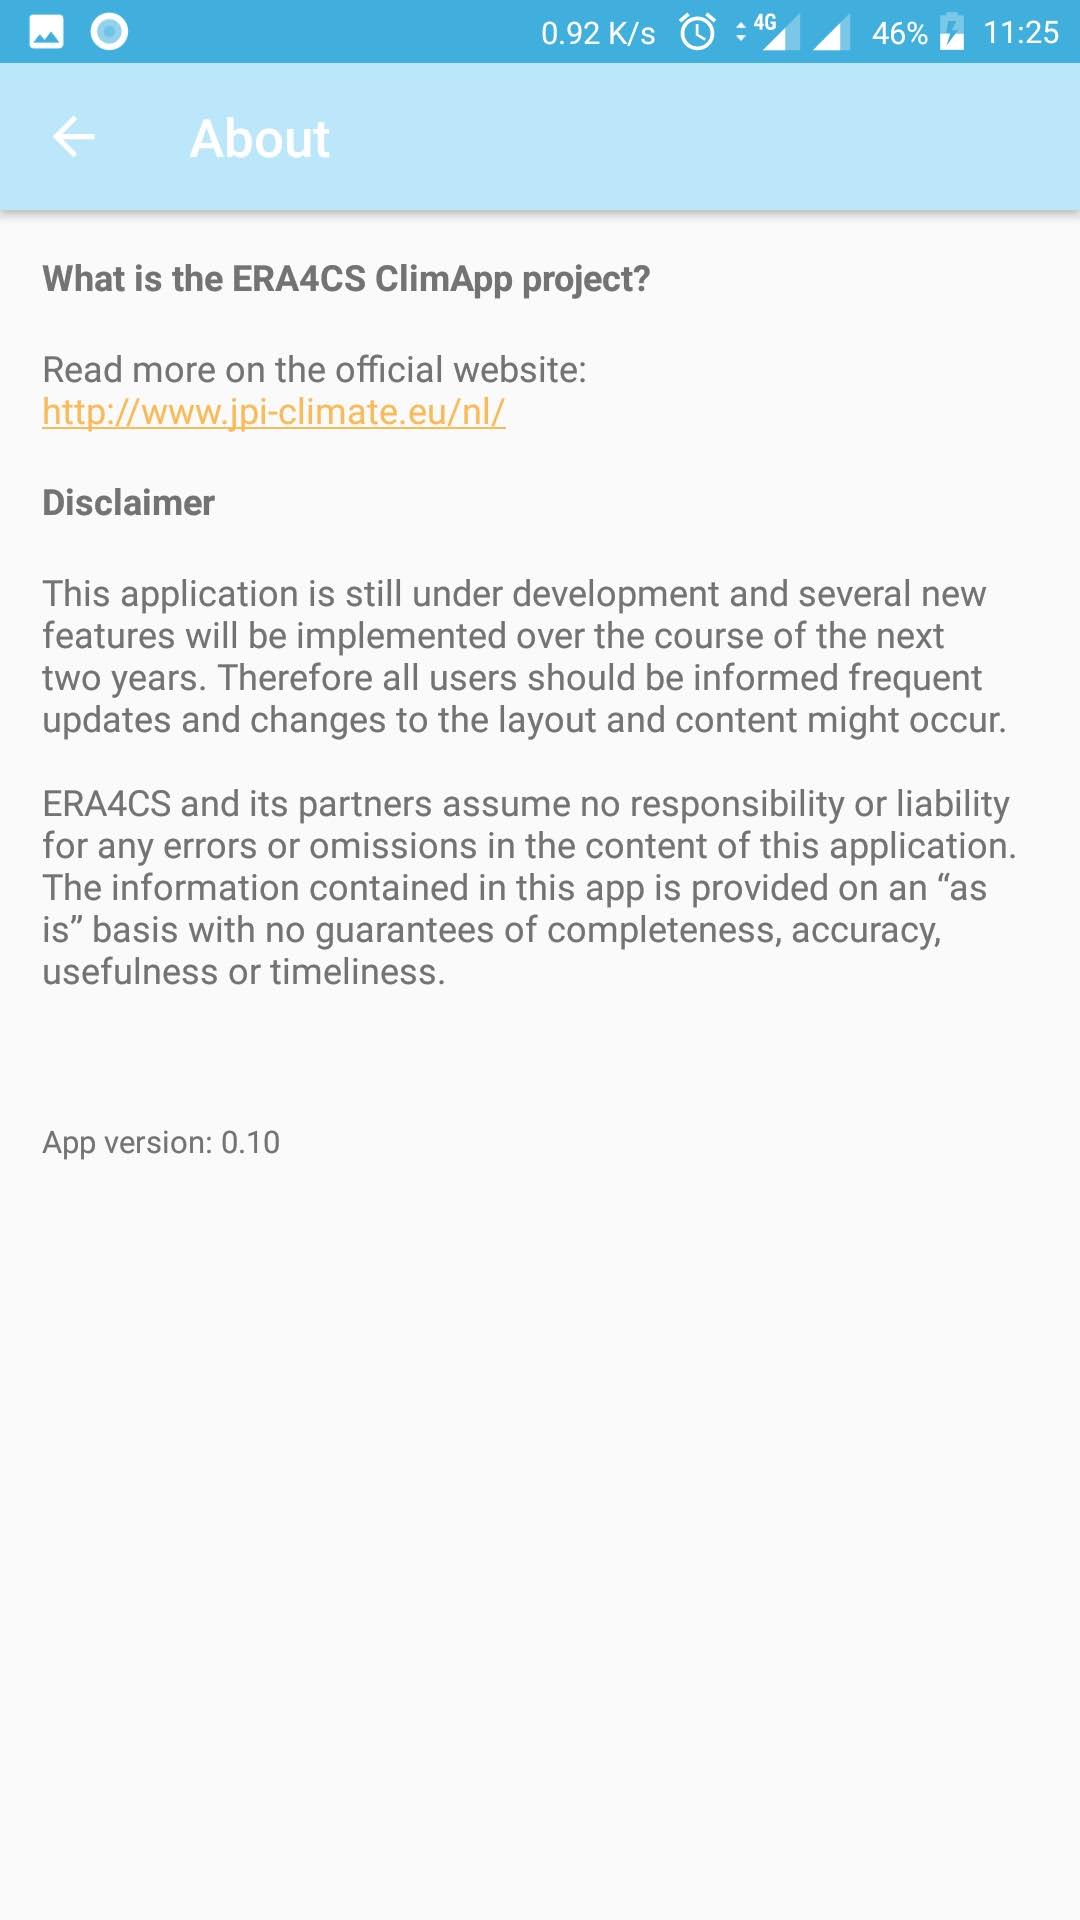 0.92 K/s 4G 46% 11:25
About
What is the ERA4CS ClimApp project?
Read more on the official website:
http://www.jpi-climate.eu/nl/
Disclaimer
This application is still under development and several new
features will be implemented over the course of the next
two years. Therefore all users should be informed frequent
updates and changes to the layout and content might occur.
ERA4CS and its partners assume no responsibility or liability
for any errors or omissions in the content of this application.
The information contained in this app is provided on an “as
is” basis with no guarantees of completeness, accuracy,
usefulness or timeliness.
App version: 0.10